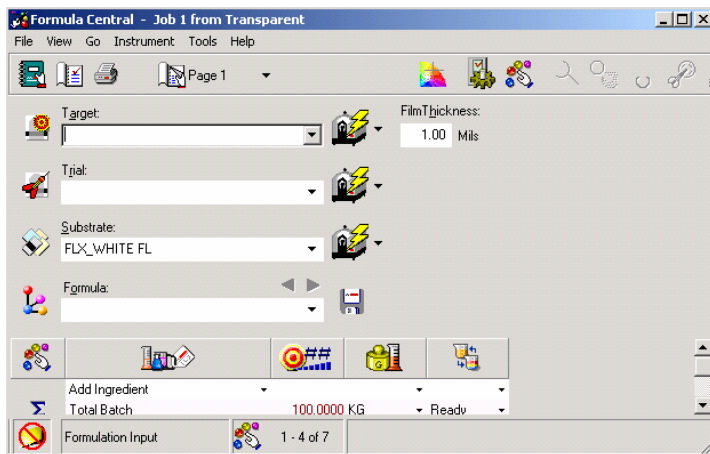 Formula Central - Job 1 from Transparent
File View Go Instrument Tools Help
Page 1
Target:
FilmThickness:
1.00 Mils
Trial:
Substrate:
FLX_WHITE FL
Formula:
##
G
Add Ingredient
Σ Total Batch 100.0000 KG Ready
Formulation Input 1 - 4 of 7